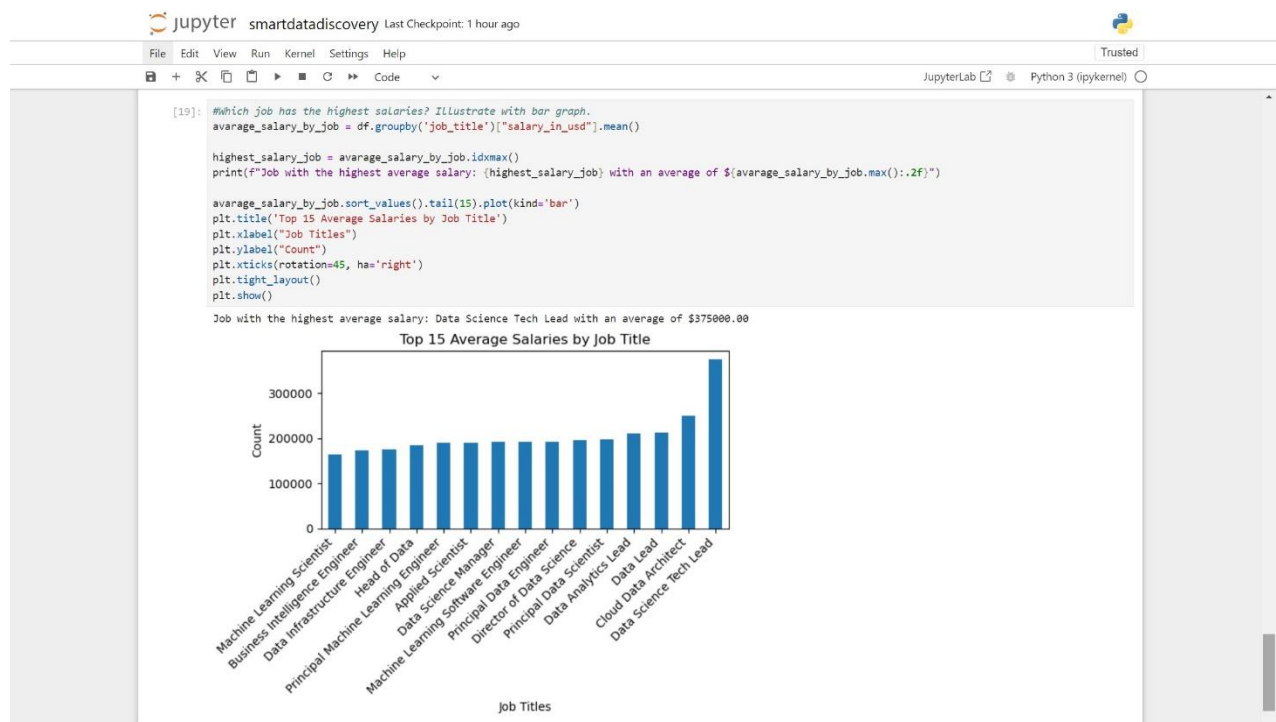 jupyter smartdatadiscovery Last Checkpoint: 1 hour ago
File Edit View Run Kernel Settings Help Trusted
Code JupyterLab Python 3 (ipykernel)
[19]: #Which job has the highest salaries? Illustrate with bar graph.
avarage_salary_by_job = df.groupby('job_title')["salary_in_usd"].mean()
highest_salary_job = avarage_salary_by_job.idxmax()
print(f"Job with the highest average salary: {highest_salary_job} with an average of ${avarage_salary_by_job.max():.2f}")
avarage_salary_by_job.sort_values().tail(15).plot(kind='bar')
plt.title('Top 15 Average Salaries by Job Title')
plt.xlabel("Job Titles")
plt.ylabel("Count")
plt.xticks(rotation=45, ha='right')
plt.tight_layout()
plt.show()
Job with the highest average salary: Data Science Tech Lead with an average of $375000.00
Top 15 Average Salaries by Job Title
Count
300000
200000
100000
0
Machine Learning Scientist
Business Intelligence Engineer
Data Infrastructure Engineer
Head of Data
Principal Machine Learning Engineer
Applied Scientist
Data Science Manager
Machine Learning Software Engineer
Principal Data Engineer
Director of Data Science
Principal Data Scientist
Data Analytics Lead
Data Lead
Cloud Data Architect
Data Science Tech Lead
Job Titles